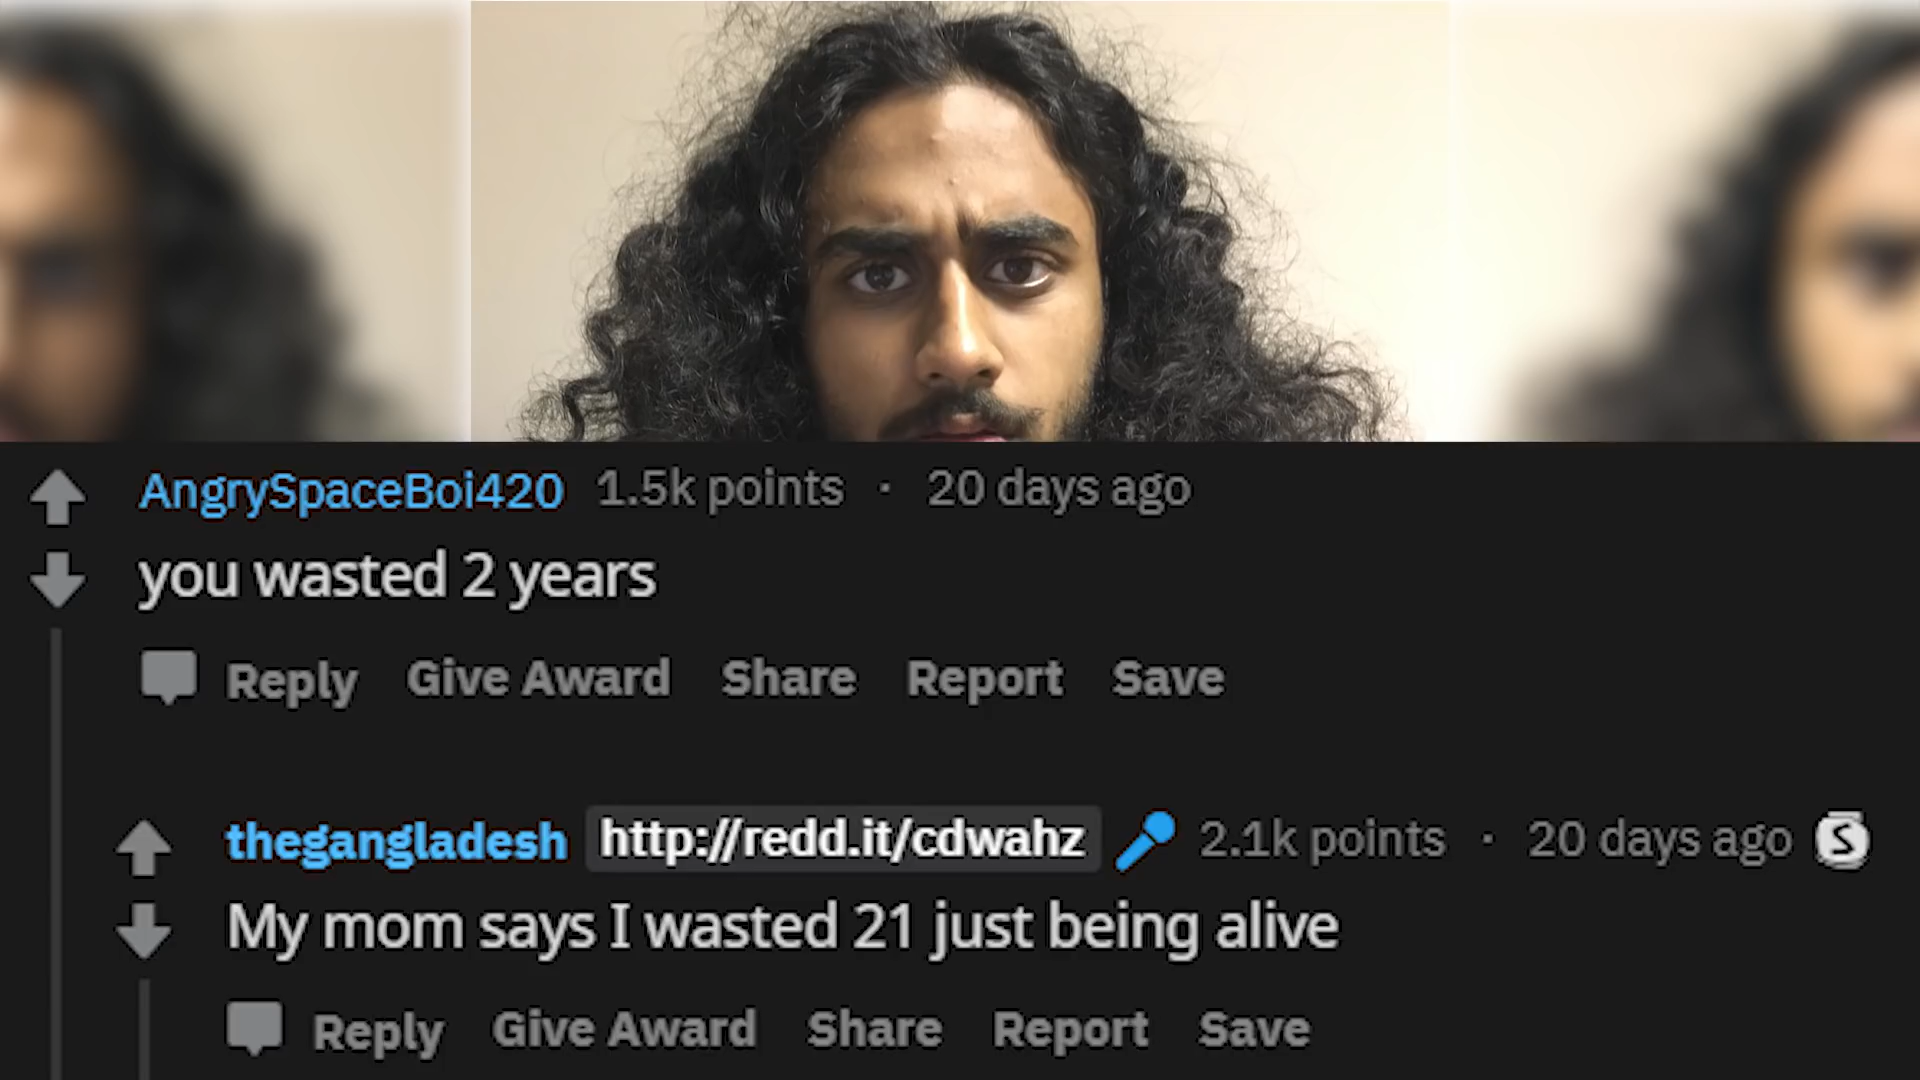 AngrySpaceBoi420 1.5k points · 20 days ago
you wasted 2 years
Reply Give Award Share Report Save
thegangladesh http://redd.it/cdwahz 2.1k points · 20 days ago S
My mom says I wasted 21 just being alive
Reply Give Award Share Report Save